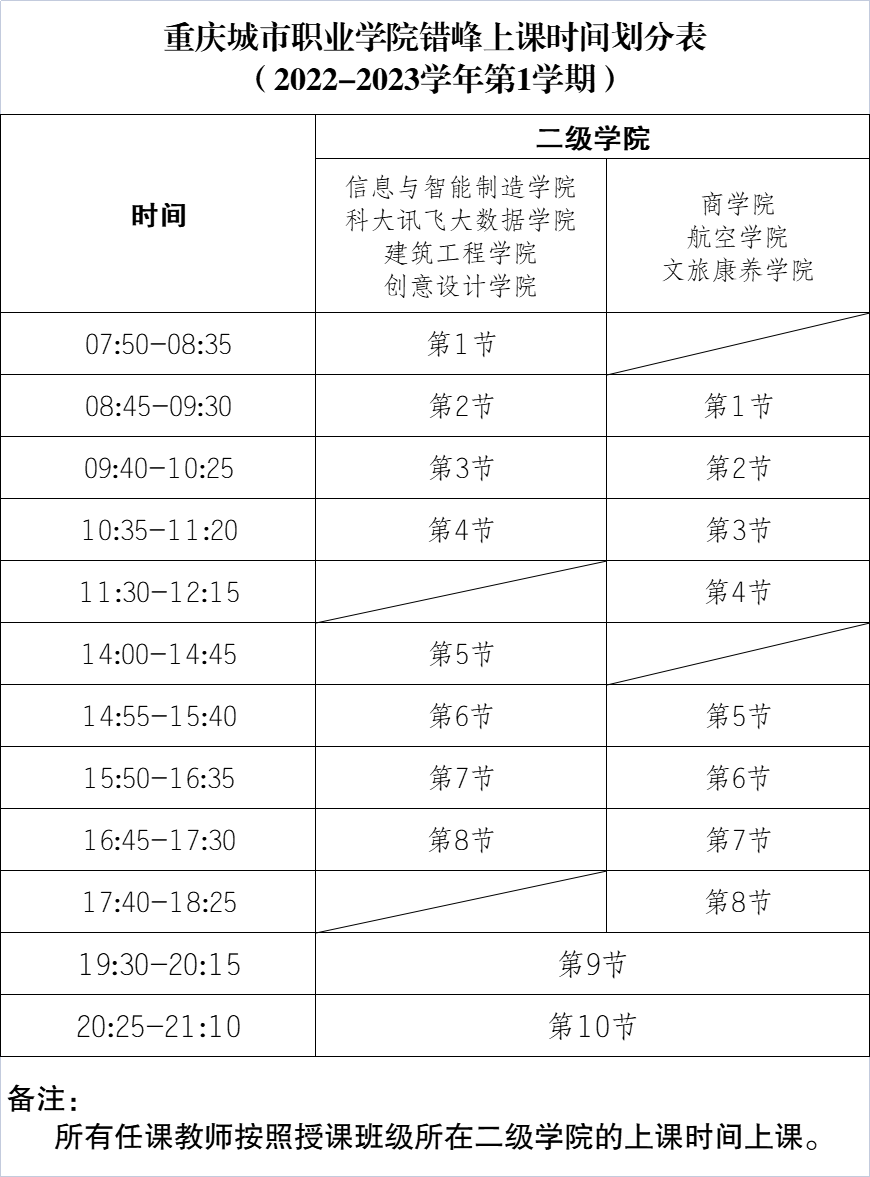 重庆城市职业学院错峰上课时间划分表
（2022-2023学年第1学期）
时间
二级学院
信息与智能制造学院
科大讯飞大数据学院
建筑工程学院
创意设计学院
商学院
航空学院
文旅康养学院
07:50-08:35 第1节
08:45-09:30 第2节 第1节
09:40-10:25 第3节 第2节
10:35-11:20 第4节 第3节
11:30-12:15 第4节
14:00-14:45 第5节
14:55-15:40 第6节 第5节
15:50-16:35 第7节 第6节
16:45-17:30 第8节 第7节
17:40-18:25 第8节
19:30-20:15 第9节
20:25-21:10 第10节
备注：
所有任课教师按照授课班级所在二级学院的上课时间上课。